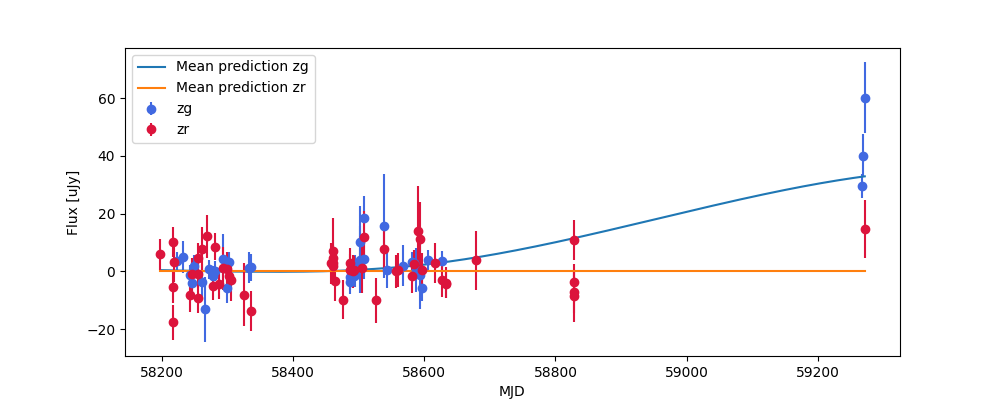 Mean prediction zg
Mean prediction zr
zg
zr
60
40
20
0
−20
Flux [uJy]
58200
58400
58600
58800
59000
59200
MJD